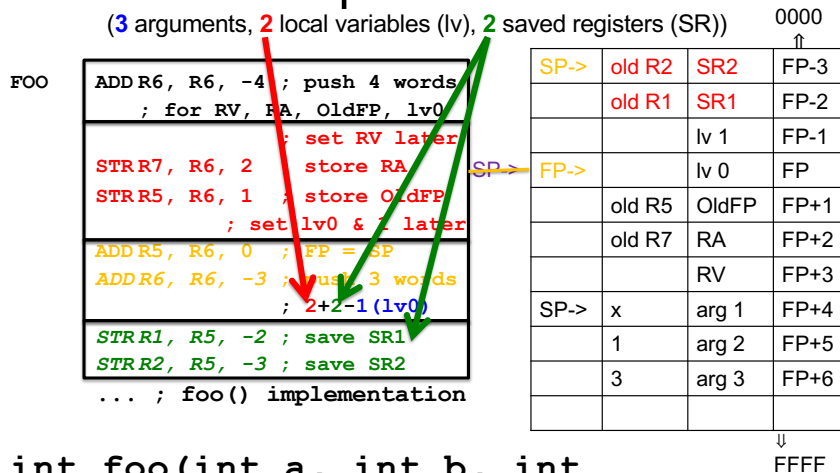 (3 arguments, 2 local variables (lv), 2 saved registers (SR))
0000
⇑
FOO ADD R6, R6, -4 ; push 4 words
; for RV, RA, OldFP, lv0
; set RV later
STR R7, R6, 2 ; store RA
STR R5, R6, 1 ; store OldFP
; set lv0 & 1 later
ADD R5, R6, 0 ; FP = SP
ADD R6, R6, -3 ; push 3 words
; 2+2-1(lv0)
STR R1, R5, -2 ; save SR1
STR R2, R5, -3 ; save SR2
... ; foo() implementation
SP-> old R2 SR2 FP-3
old R1 SR1 FP-2
lv 1 FP-1
SP-> FP-> lv 0 FP
old R5 OldFP FP+1
old R7 RA FP+2
RV FP+3
SP-> x arg 1 FP+4
1 arg 2 FP+5
3 arg 3 FP+6
⇓
FFFF
int foo(int a, int b, int